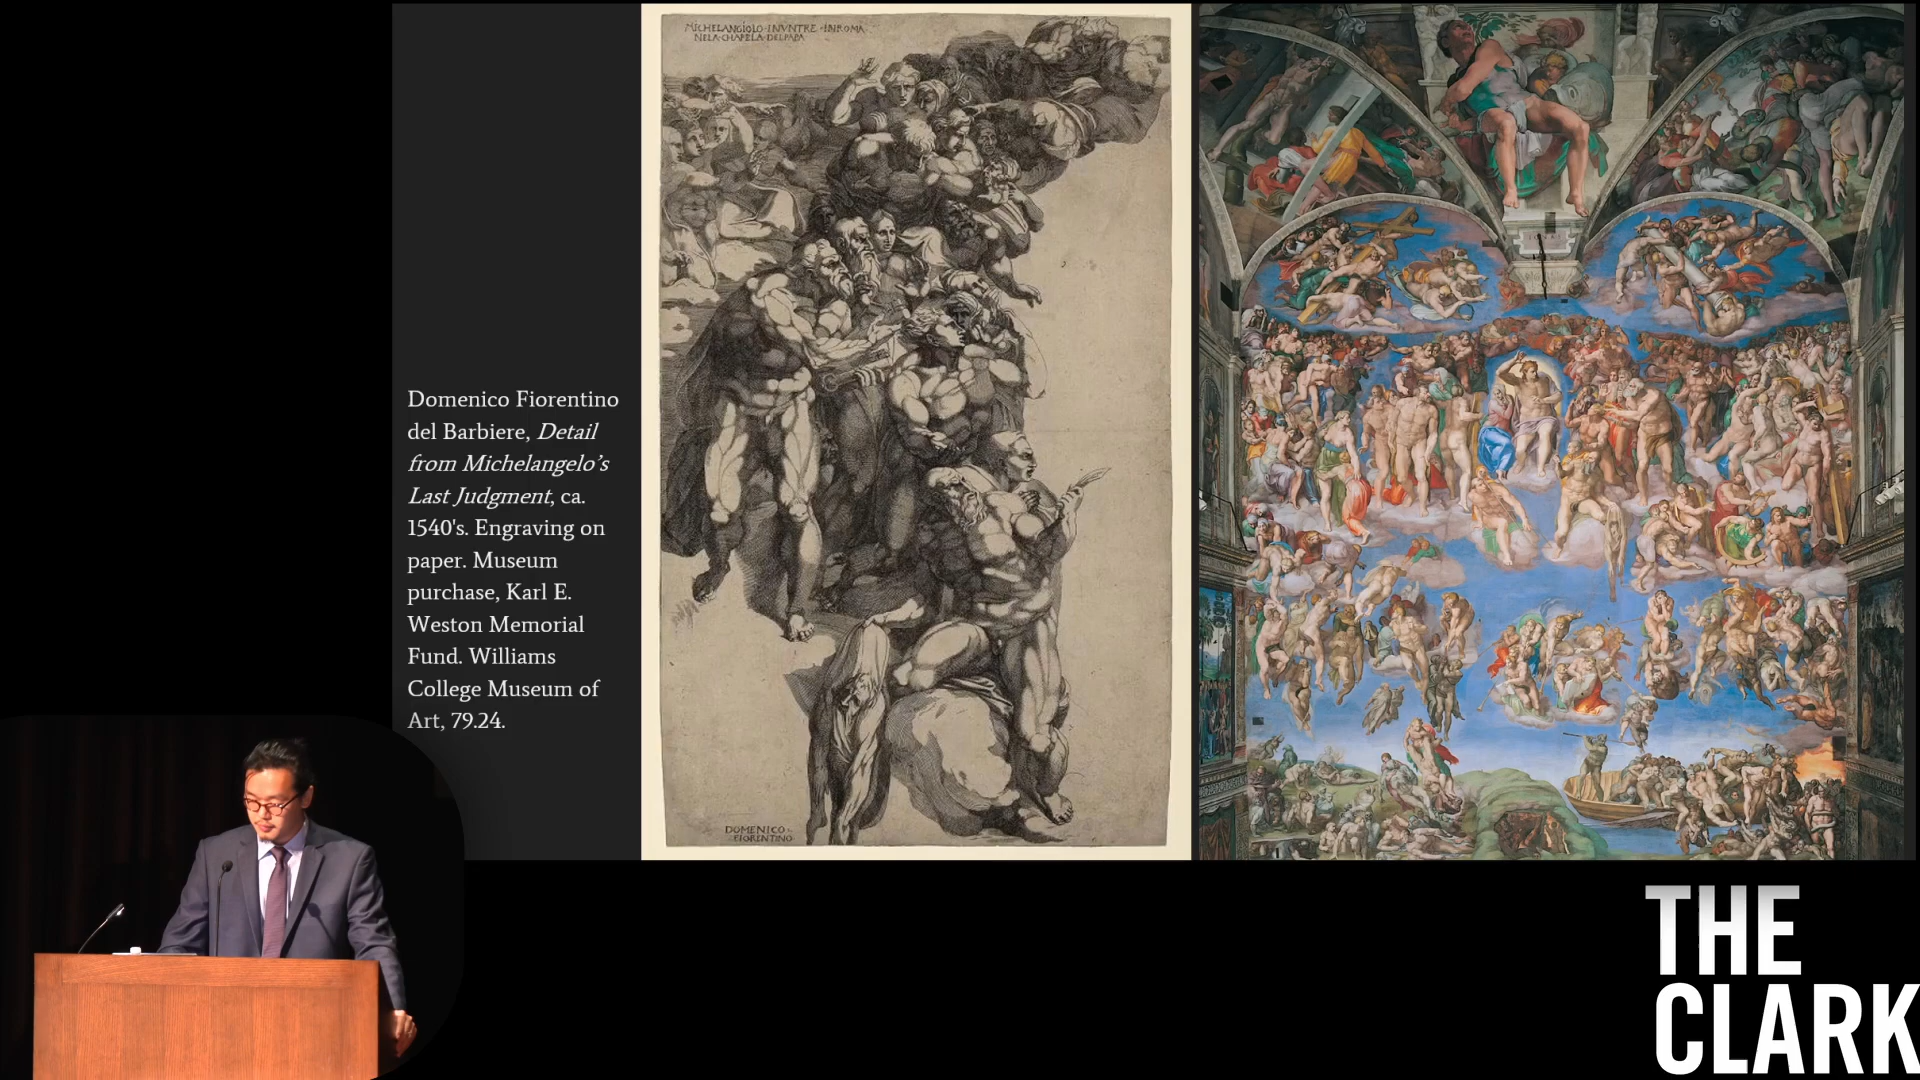 Domenico Fiorentino
del Barbiere, Detail
from Michelangelo’s
Last Judgment, ca.
1540's. Engraving on
paper. Museum
purchase, Karl E.
Weston Memorial
Fund. Williams
College Museum of
Art, 79.24.
MICHELANGIOLO·INVNTRE·INROMA
NELA·CHAPELA·DELPAPA
DOMENICO·
FIORENTINO
THE
CLARK